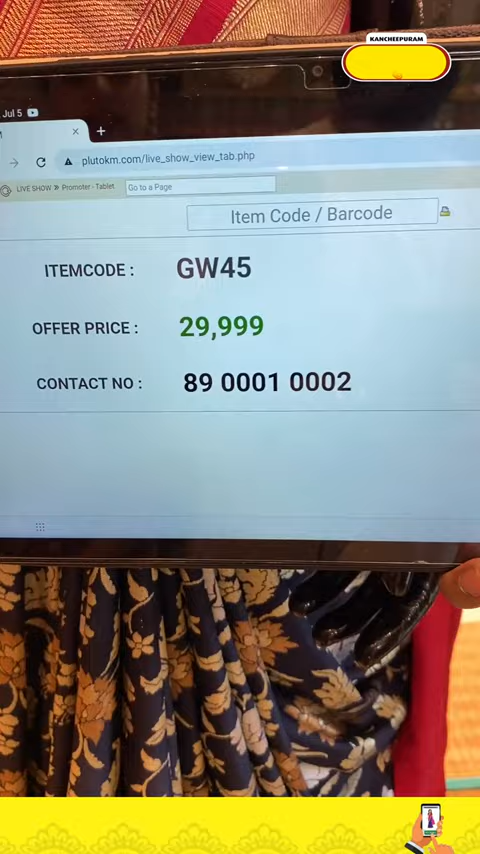 KANCHEEPURAM
Jul 5
plutokm.com/live_show_view_tab.php
LIVE SHOW » Promoter - Tablet Go to a Page
Item Code / Barcode
ITEMCODE : GW45
OFFER PRICE : 29,999
CONTACT NO : 89 0001 0002